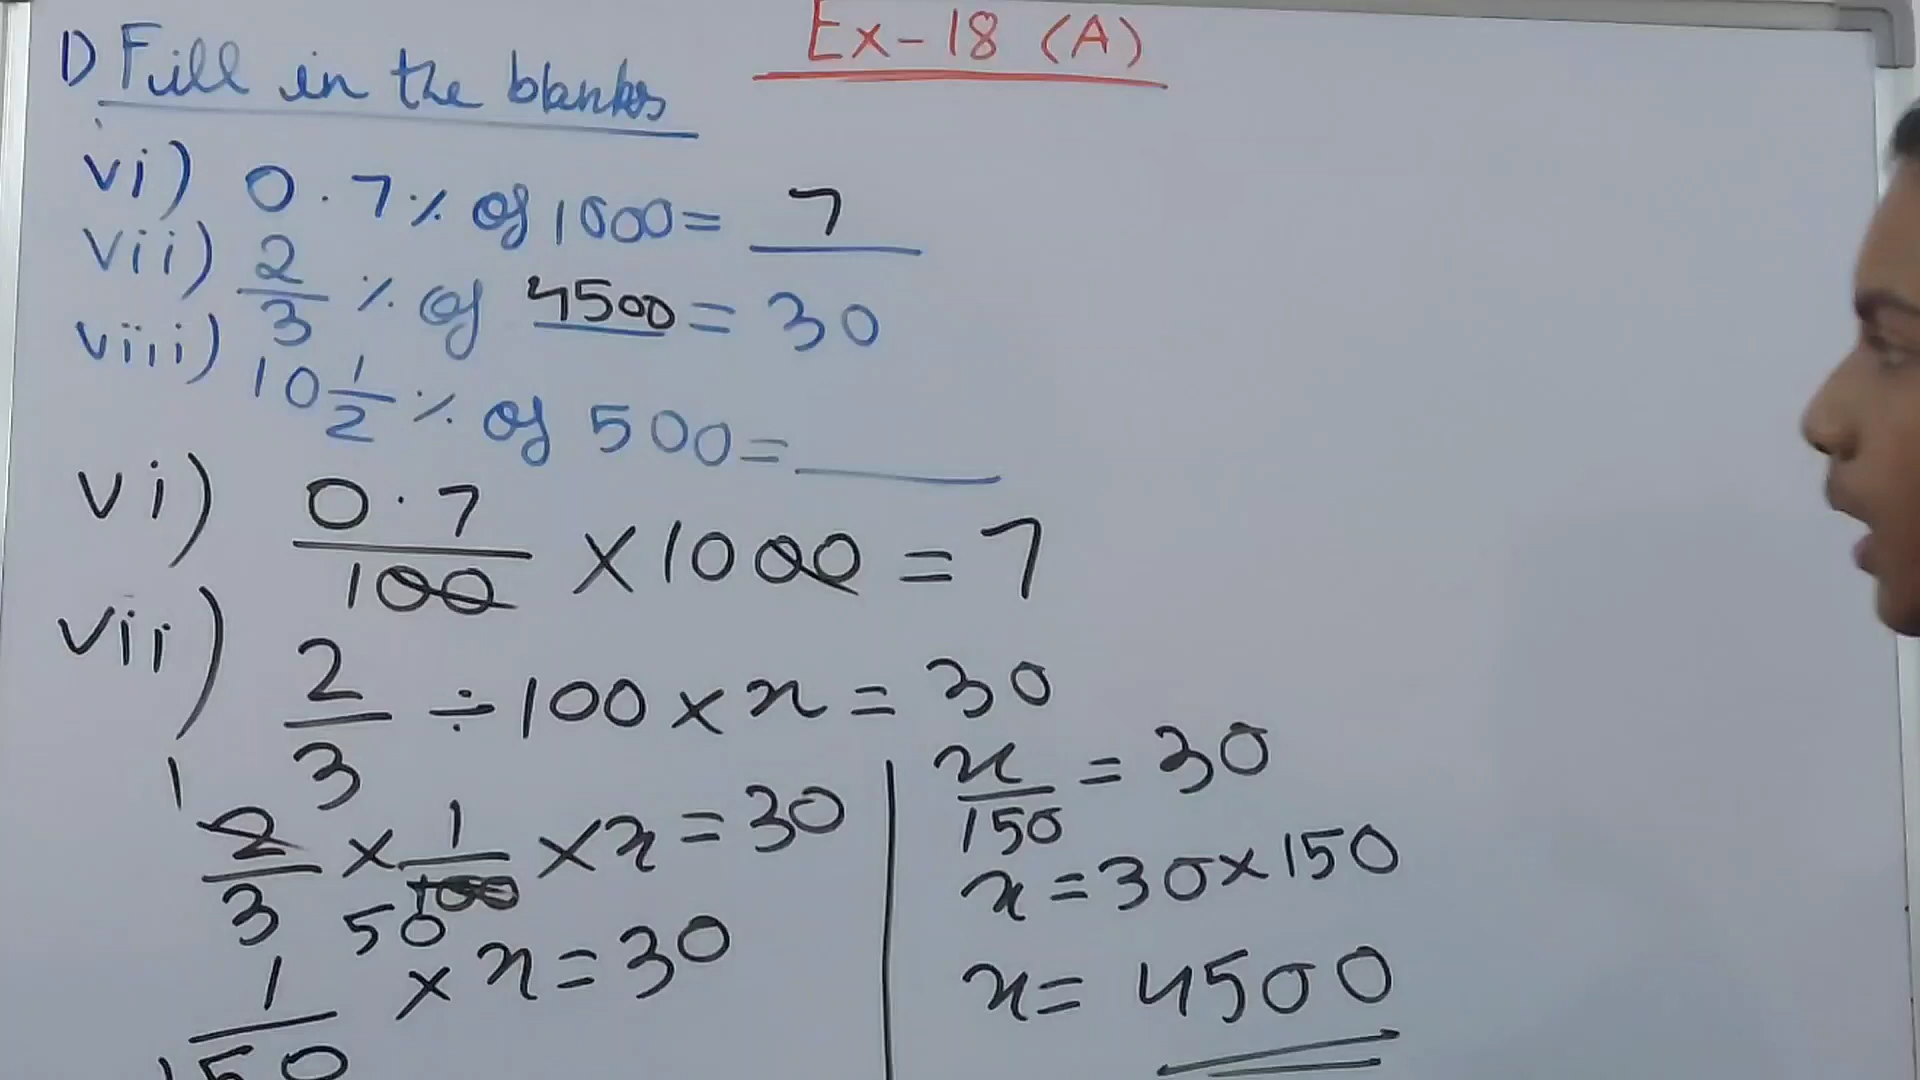 Ex-18 (A)
1) Fill in the blanks
vi) 0.7% of 1000 = 7
vii) 2/3 % of 4500 = 30
viii) 10 1/2 % of 500 = ______
vi) 0.7/100 × 1000 = 7
vii) 2/3 ÷ 100 × x = 30
1
2/3 × 1/100 × x = 30
50
1/150 × x = 30
x/150 = 30
x = 30 × 150
x = 4500